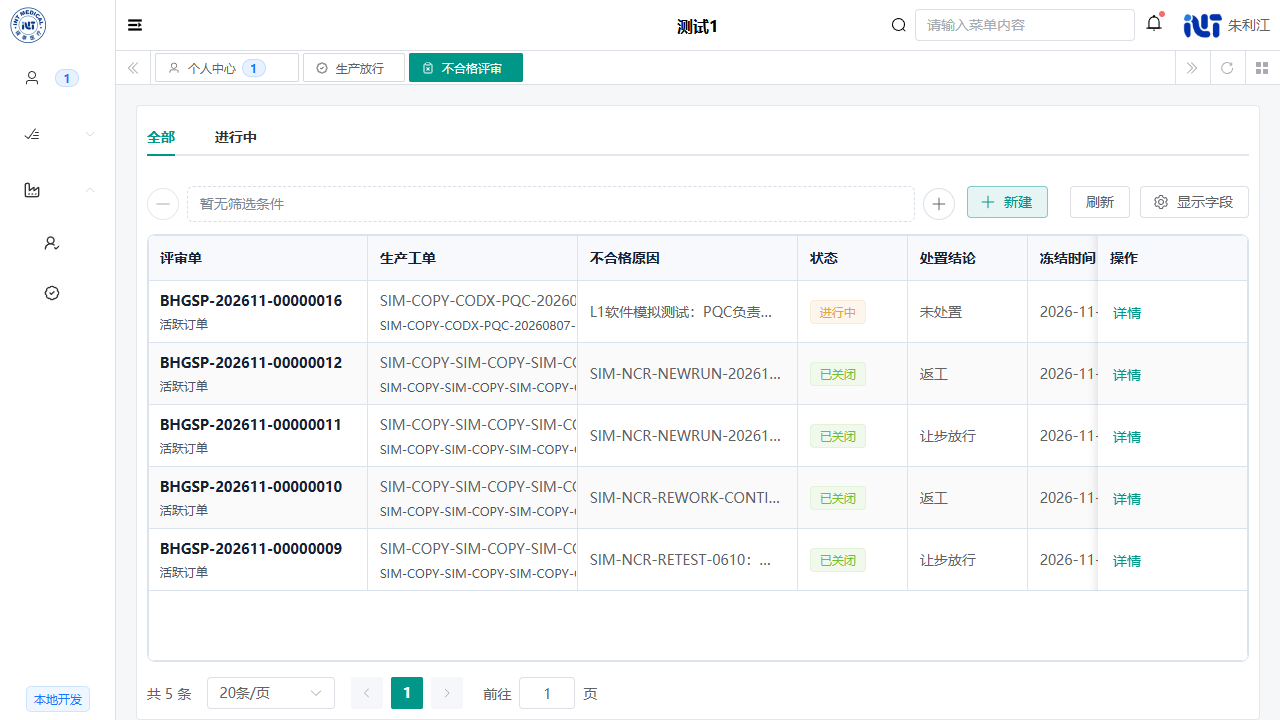 INT MEDICAL
测试1
请输入菜单内容
朱利江
1
个人中心 1
生产放行
不合格评审
全部
进行中
暂无筛选条件
新建
刷新
显示字段
评审单 生产工单 不合格原因 状态 处置结论 冻结时间 操作
BHGSP-202611-00000016
活跃订单
SIM-COPY-CODX-PQC-20260
SIM-COPY-CODX-PQC-20260807-
L1软件模拟测试：PQC负责...
进行中
未处置
2026-11-
详情
BHGSP-202611-00000012
活跃订单
SIM-COPY-SIM-COPY-SIM-CO
SIM-COPY-SIM-COPY-SIM-COPY-
SIM-NCR-NEWRUN-20261...
已关闭
返工
2026-11-
详情
BHGSP-202611-00000011
活跃订单
SIM-COPY-SIM-COPY-SIM-CO
SIM-COPY-SIM-COPY-SIM-COPY-
SIM-NCR-NEWRUN-20261...
已关闭
让步放行
2026-11-
详情
BHGSP-202611-00000010
活跃订单
SIM-COPY-SIM-COPY-SIM-CO
SIM-COPY-SIM-COPY-SIM-COPY-
SIM-NCR-REWORK-CONTI...
已关闭
返工
2026-11-
详情
BHGSP-202611-00000009
活跃订单
SIM-COPY-SIM-COPY-SIM-CO
SIM-COPY-SIM-COPY-SIM-COPY-
SIM-NCR-RETEST-0610：...
已关闭
让步放行
2026-11-
详情
共 5 条
20条/页
1
前往 1 页
本地开发